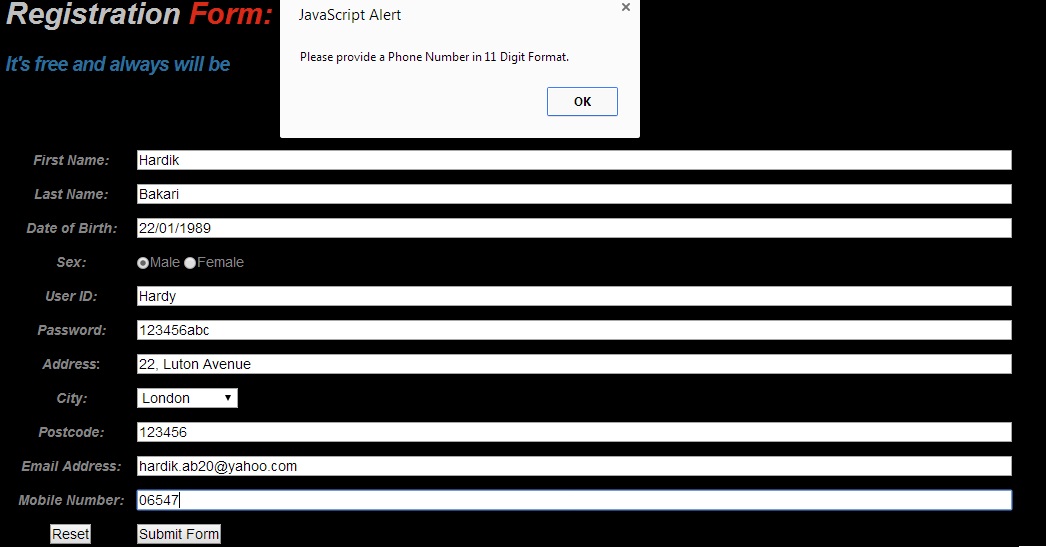 Registration Form:
JavaScript Alert
×
Please provide a Phone Number in 11 Digit Format.
OK
It's free and always will be
First Name: Hardik
Last Name: Bakari
Date of Birth: 22/01/1989
Sex: Male Female
User ID: Hardy
Password: 123456abc
Address: 22, Luton Avenue
City: London
Postcode: 123456
Email Address: hardik.ab20@yahoo.com
Mobile Number: 06547
Reset Submit Form